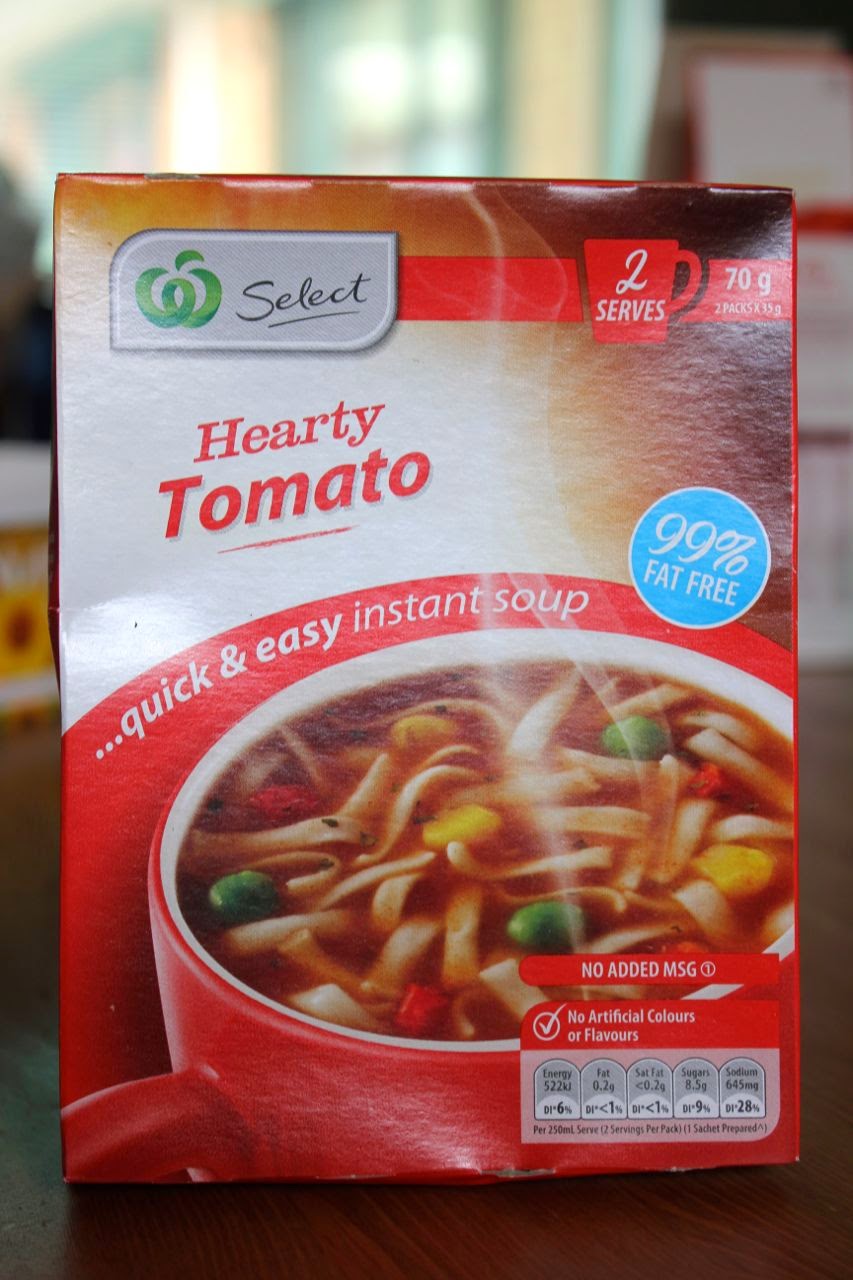 Select
2
SERVES
70 g
2 PACKS X 35 g
Hearty
Tomato
99%
FAT FREE
...quick & easy instant soup
NO ADDED MSG ①
No Artificial Colours
or Flavours
Energy
522kJ
DI*6%
Fat
0.2g
DI*<1%
Sat Fat
<0.2g
DI*<1%
Sugars
8.5g
DI*9%
Sodium
645mg
DI*28%
Per 250mL Serve (2 Servings Per Pack) (1 Sachet Prepared^)